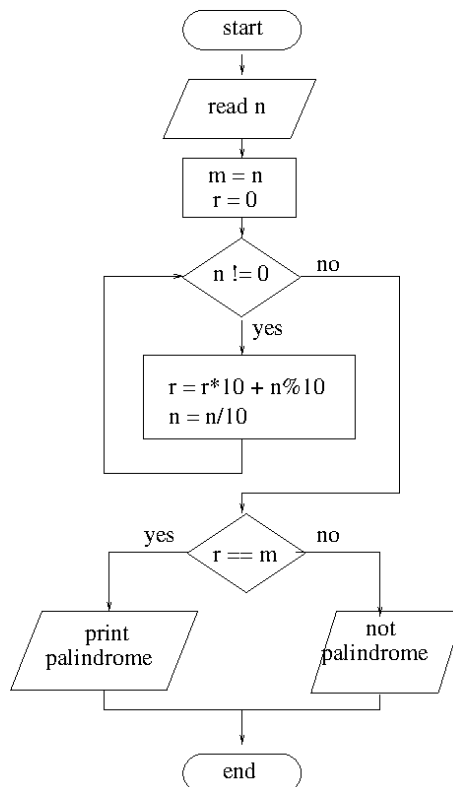 start
read n
m = n
r = 0
n != 0
no
yes
r = r*10 + n%10
n = n/10
yes
no
r == m
print
palindrome
not
palindrome
end